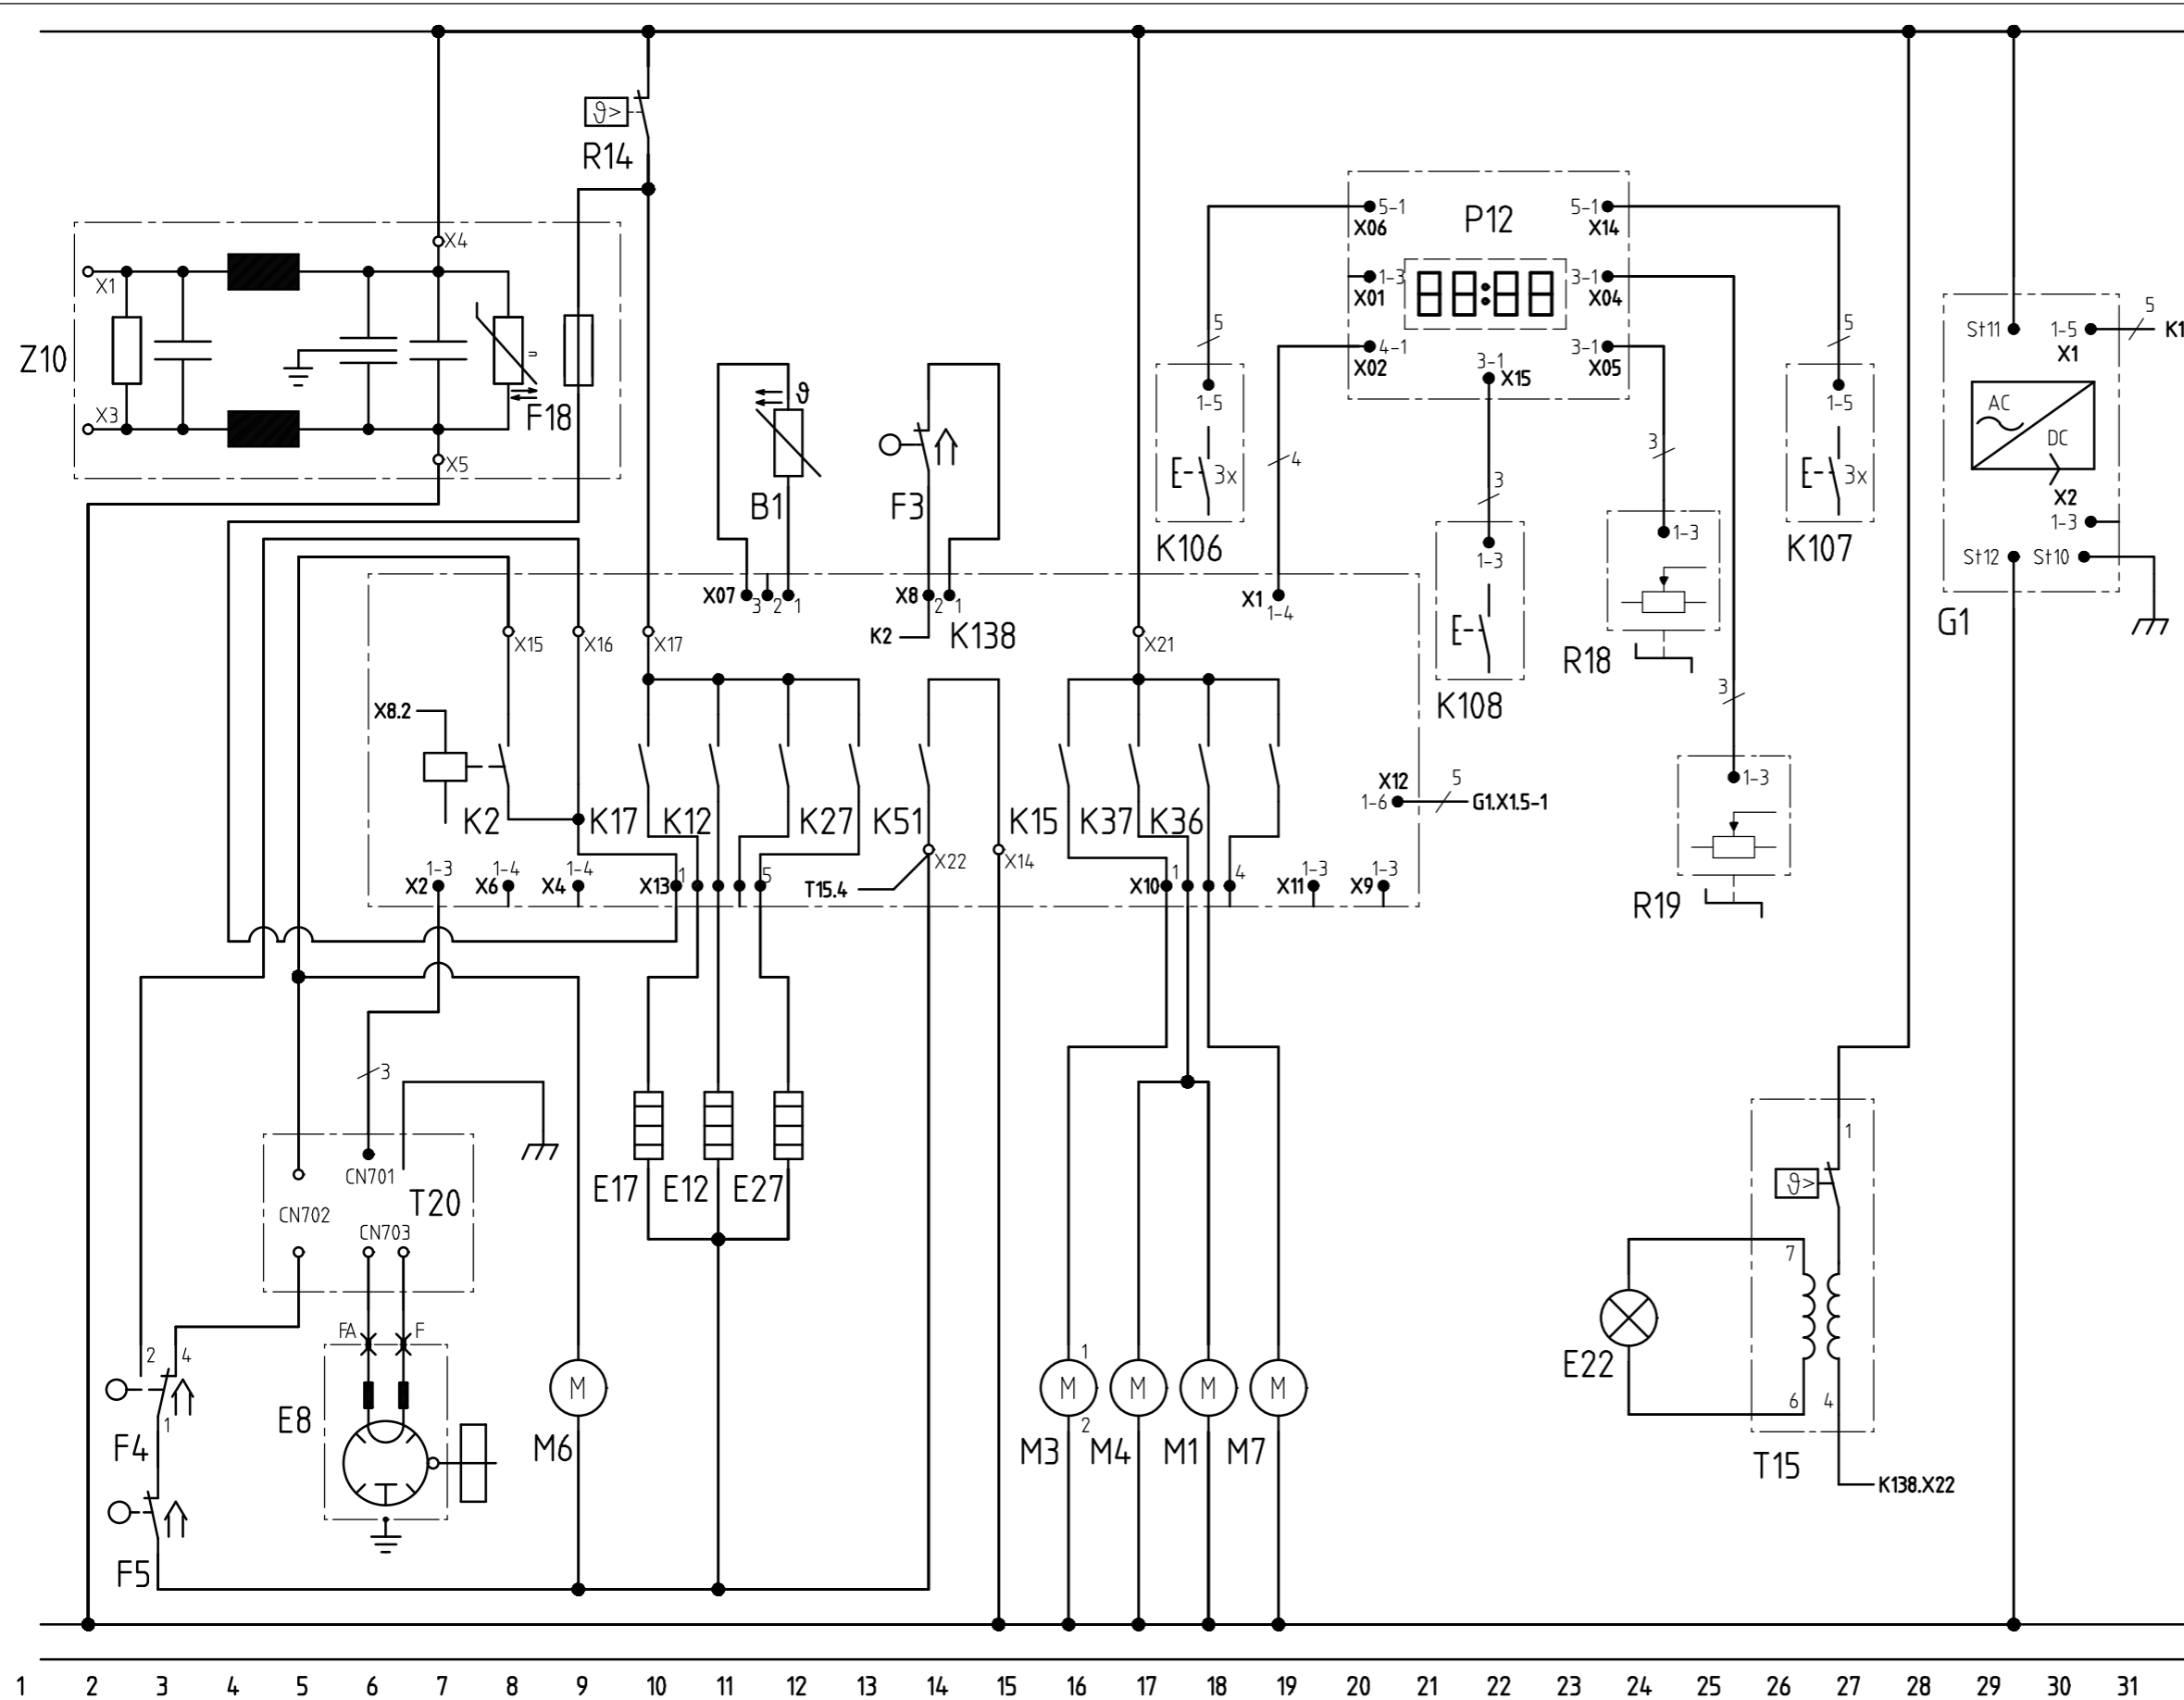 ϑ>
R14
X4
5-1
X06
P12
5-1
X14
X1
1-3
X01
88:88
3-1
X04
5
5
St11
1-5
X1
5
K1
Z10
4-1
X02
3-1
X15
3-1
X05
ϑ
AC
DC
X3
F18
X5
1-5
3x
1-5
3x
4
3
3
B1
F3
X2
1-3
K106
1-3
1-3
K107
St12
St10
X07
3
2
1
X8
2
1
X1
1-4
K2
K138
G1
X15
X16
X17
X21
R18
X8.2
K108
3
X12
5
1-6
G1.X1.5-1
1-3
K2
K17
K12
K27
K51
K15
K37
K36
X22
X14
1-3
X2
1-4
X6
1-4
X4
X13
1
5
T15.4
X10
1
4
1-3
X11
1-3
X9
R19
3
CN701
T20
CN702
CN703
E17
E12
E27
1
ϑ>
7
FA
F
2
4
1
M
M
M
M
M
E22
E8
1
2
6
4
F4
M6
M3
M4
M1
M7
T15
K138.X22
F5
1 2 3 4 5 6 7 8 9 10 11 12 13 14 15 16 17 18 19 20 21 22 23 24 25 26 27 28 29 30 31